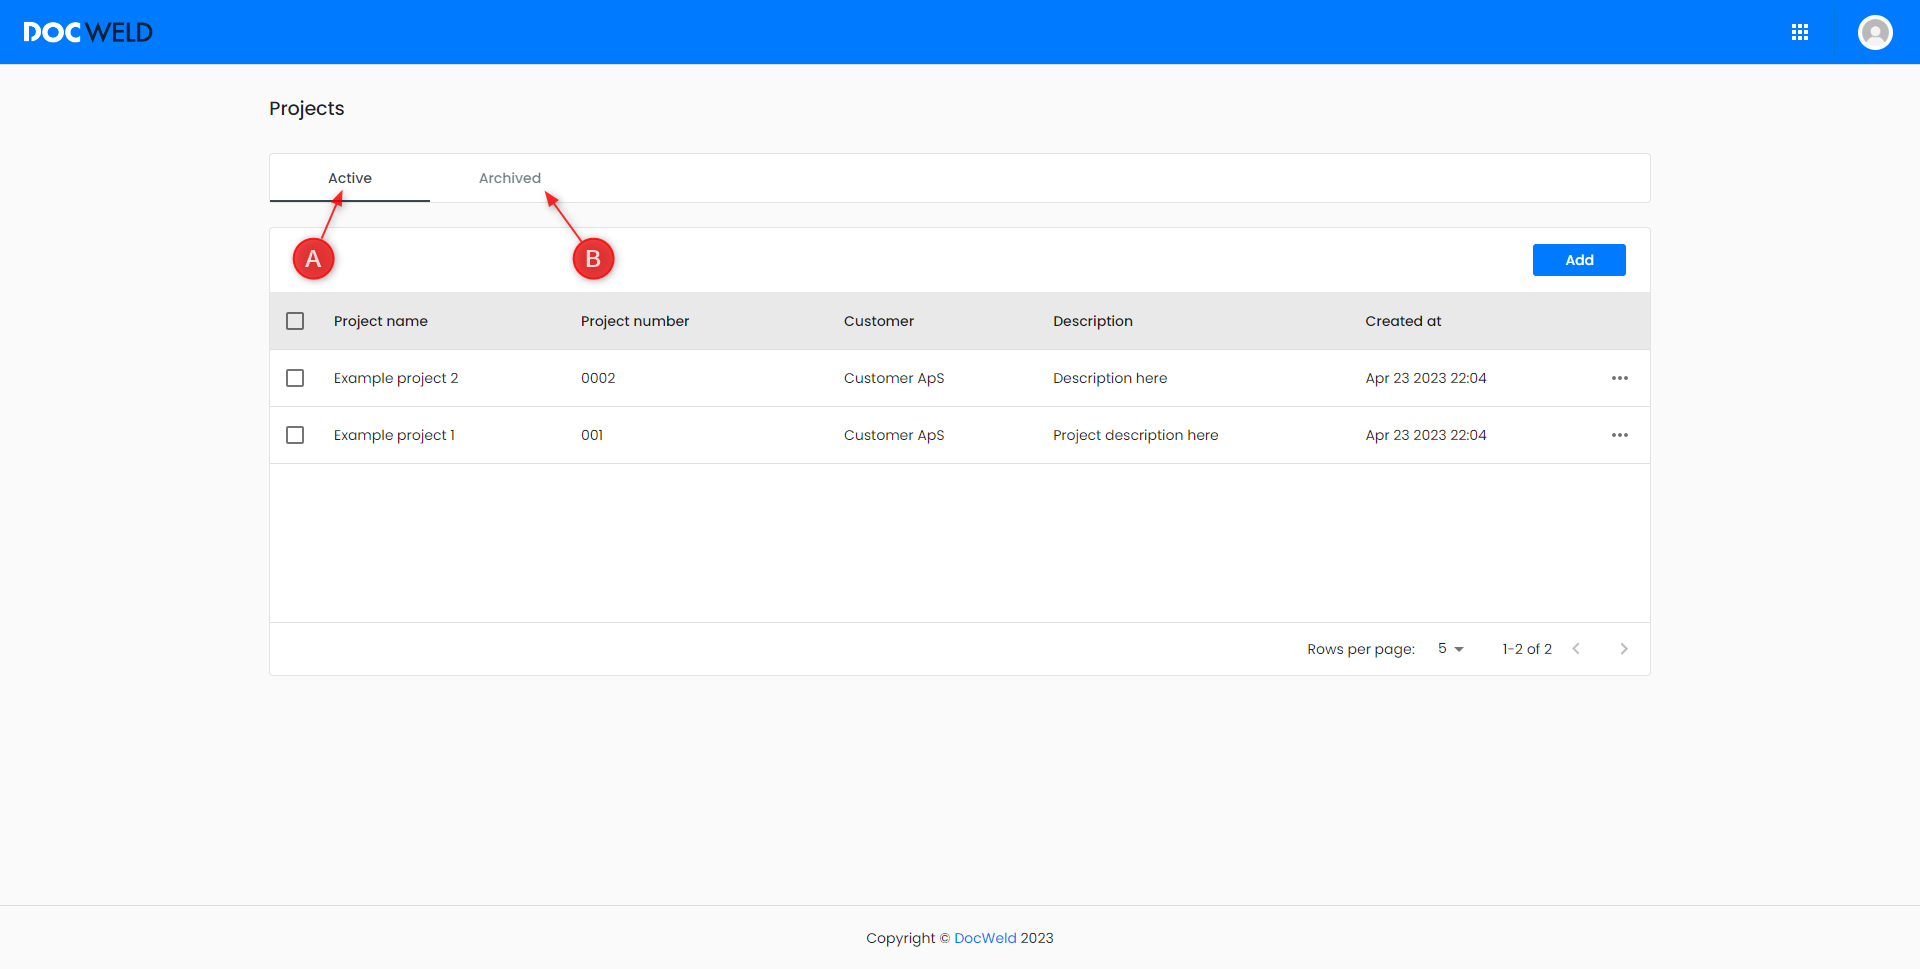 DOCWELD
Projects
Active Archived
A B
Add
Project name Project number Customer Description Created at
Example project 2 0002 Customer ApS Description here Apr 23 2023 22:04
Example project 1 001 Customer ApS Project description here Apr 23 2023 22:04
Rows per page: 5 1-2 of 2
Copyright © DocWeld 2023